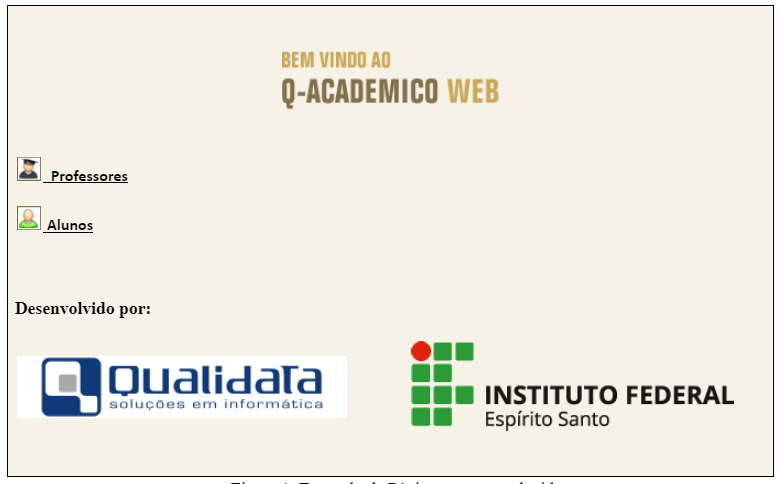 BEM VINDO AO
Q-ACADEMICO WEB
Professores
Alunos
Desenvolvido por:
Qualidata
soluções em informática
INSTITUTO FEDERAL
Espírito Santo